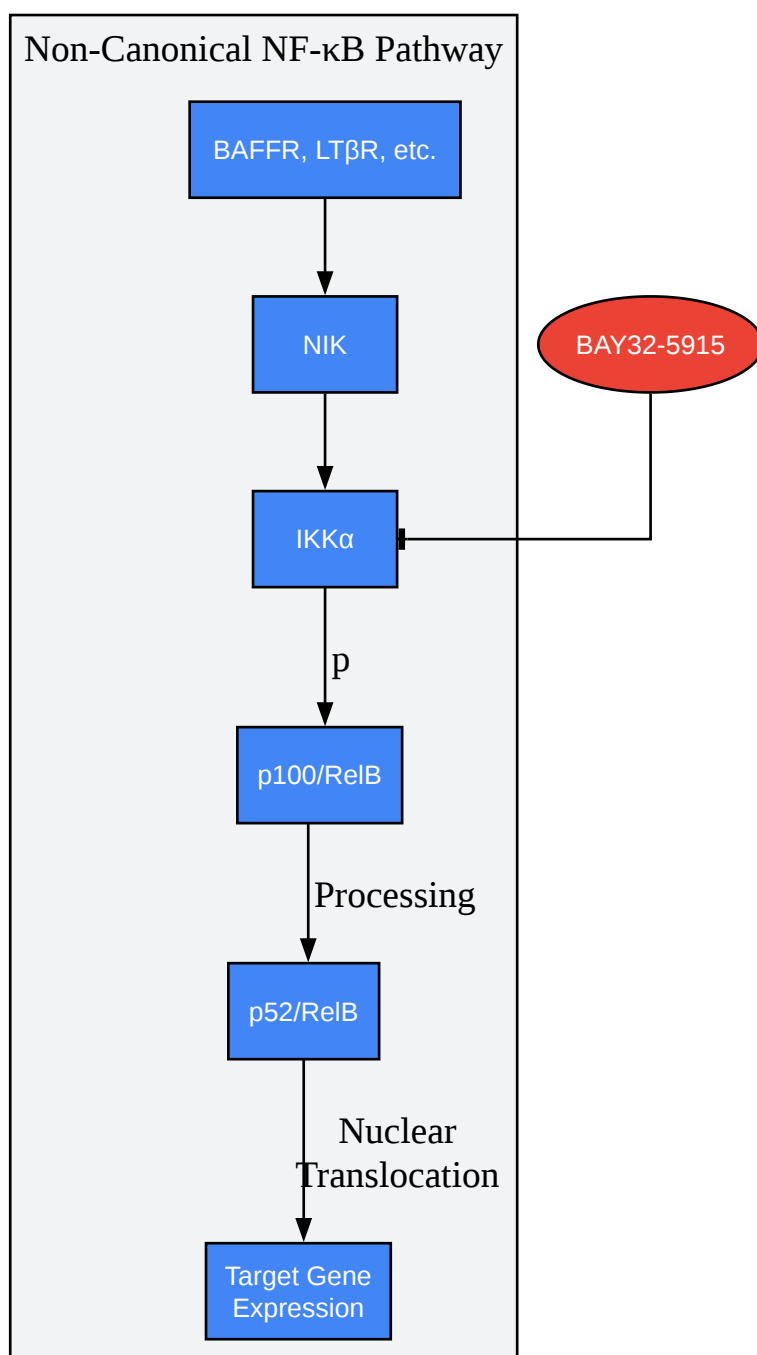 Non-Canonical NF-κB Pathway
BAFFR, LTβR, etc.
NIK
BAY32-5915
IKKα
p
p100/RelB
Processing
p52/RelB
Nuclear
Translocation
Target Gene
Expression